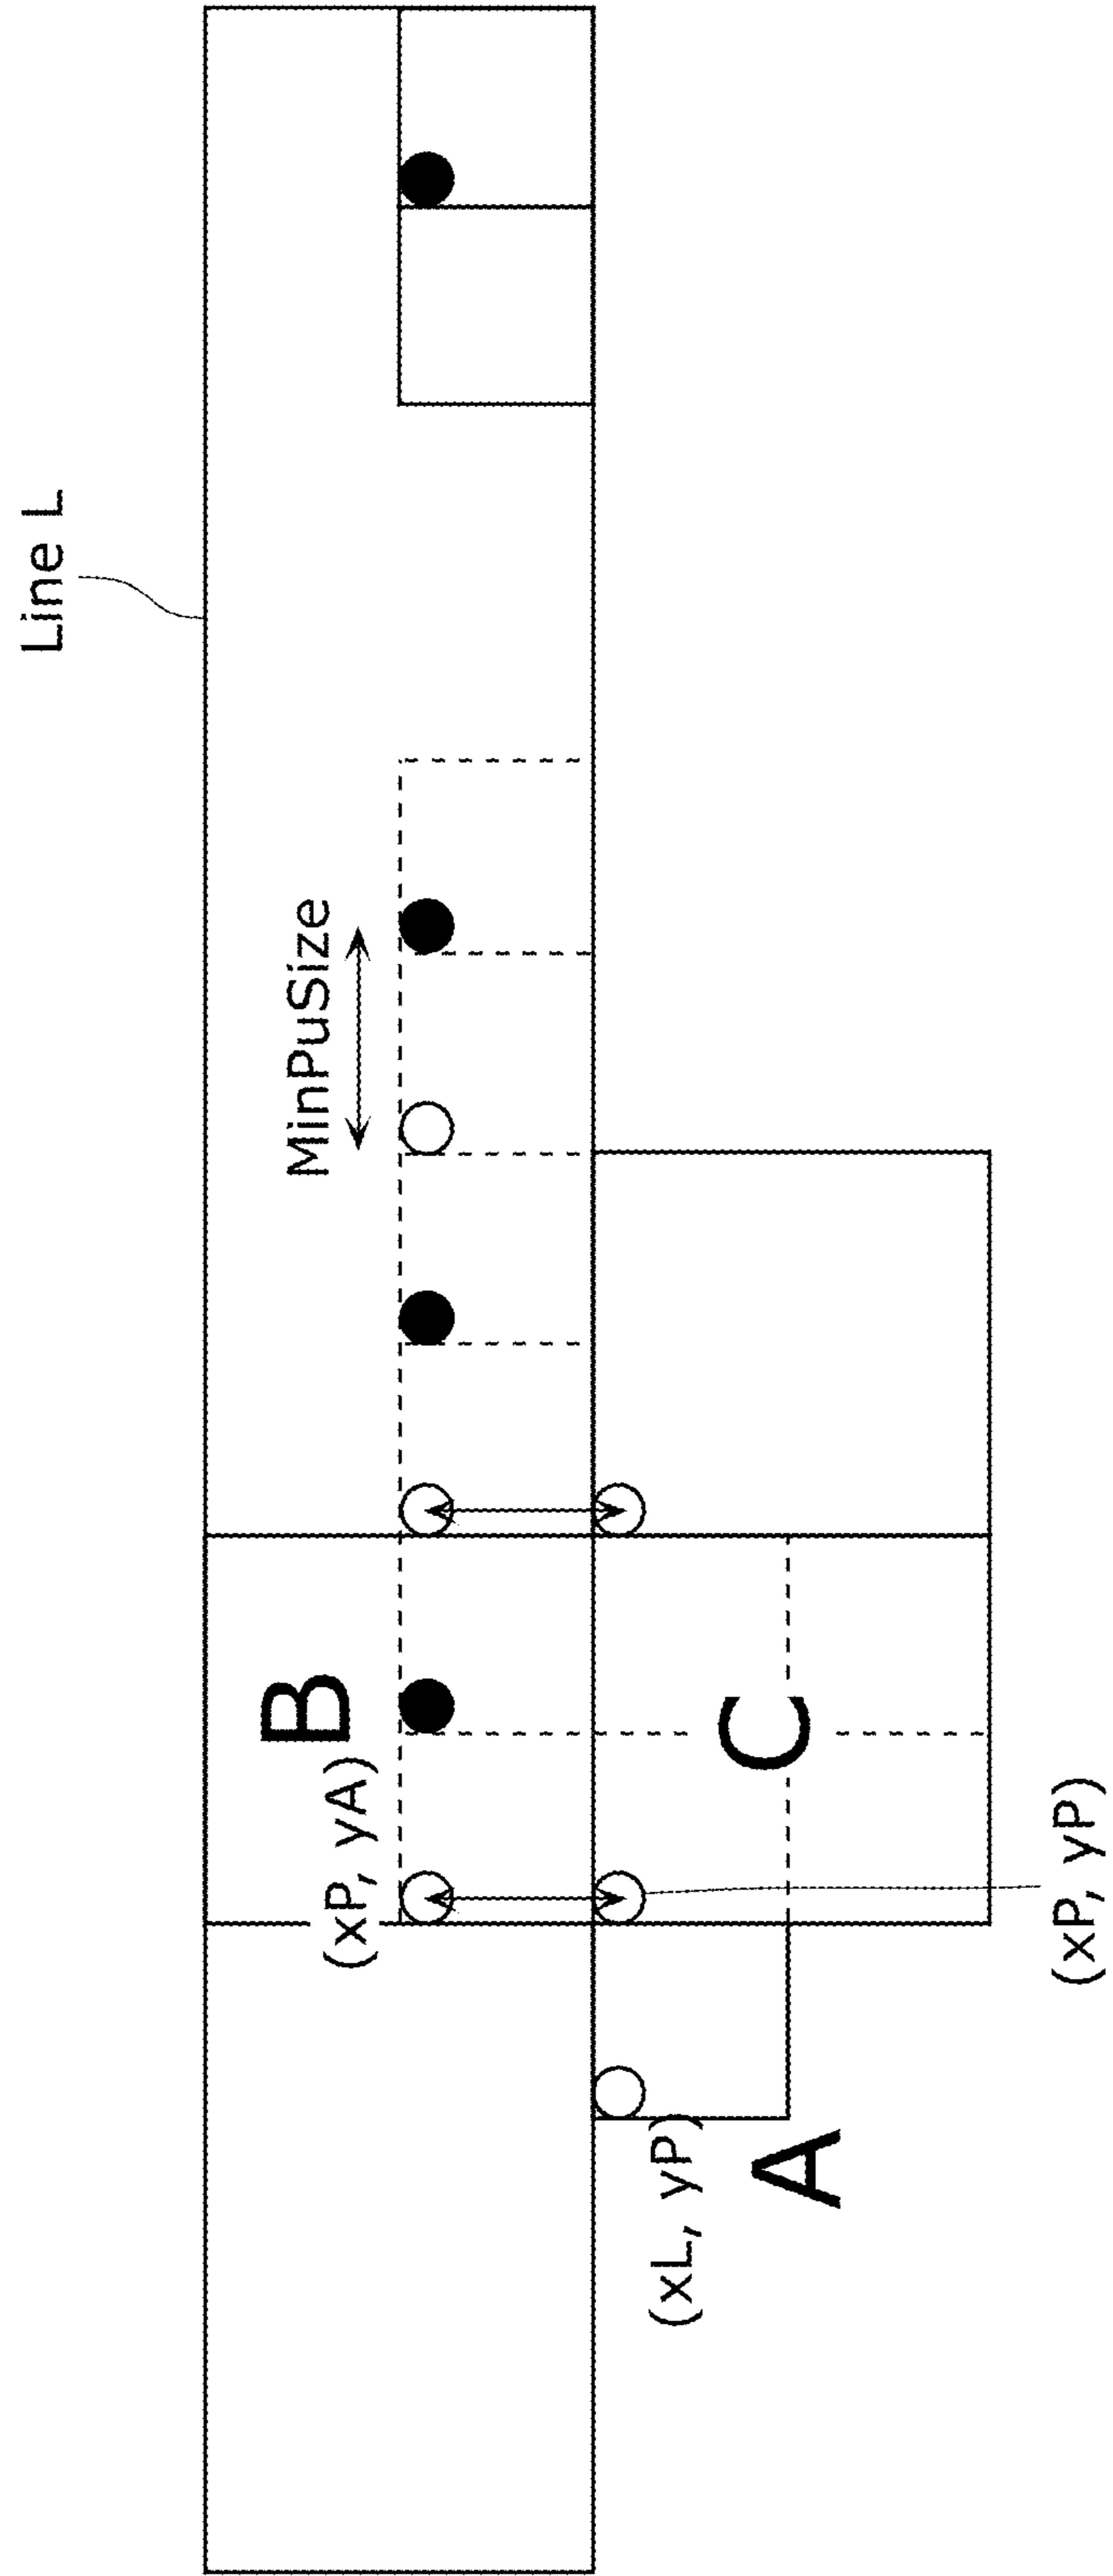 Line L
MinPuSize
B
(xP, yA)
C
(xP, yP)
(xL, yP)
A